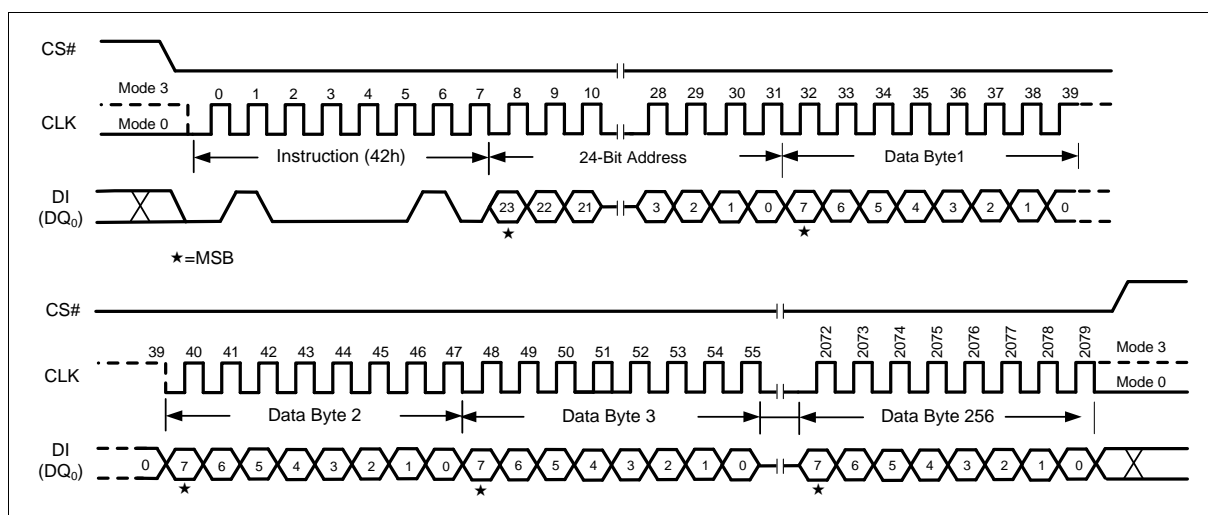 CS#
Mode 3
0 1 2 3 4 5 6 7 8 9 10 28 29 30 31 32 33 34 35 36 37 38 39
CLK
Mode 0
Instruction (42h) 24-Bit Address Data Byte1
DI
(DQ0)
23 22 21 3 2 1 0 7 6 5 4 3 2 1 0
★ ★
★=MSB
CS#
39 40 41 42 43 44 45 46 47 48 49 50 51 52 53 54 55 2072 2073 2074 2075 2076 2077 2078 2079
Mode 3
CLK
Mode 0
Data Byte 2 Data Byte 3 Data Byte 256
DI
(DQ0)
0 7 6 5 4 3 2 1 0 7 6 5 4 3 2 1 0 7 6 5 4 3 2 1 0
★ ★ ★